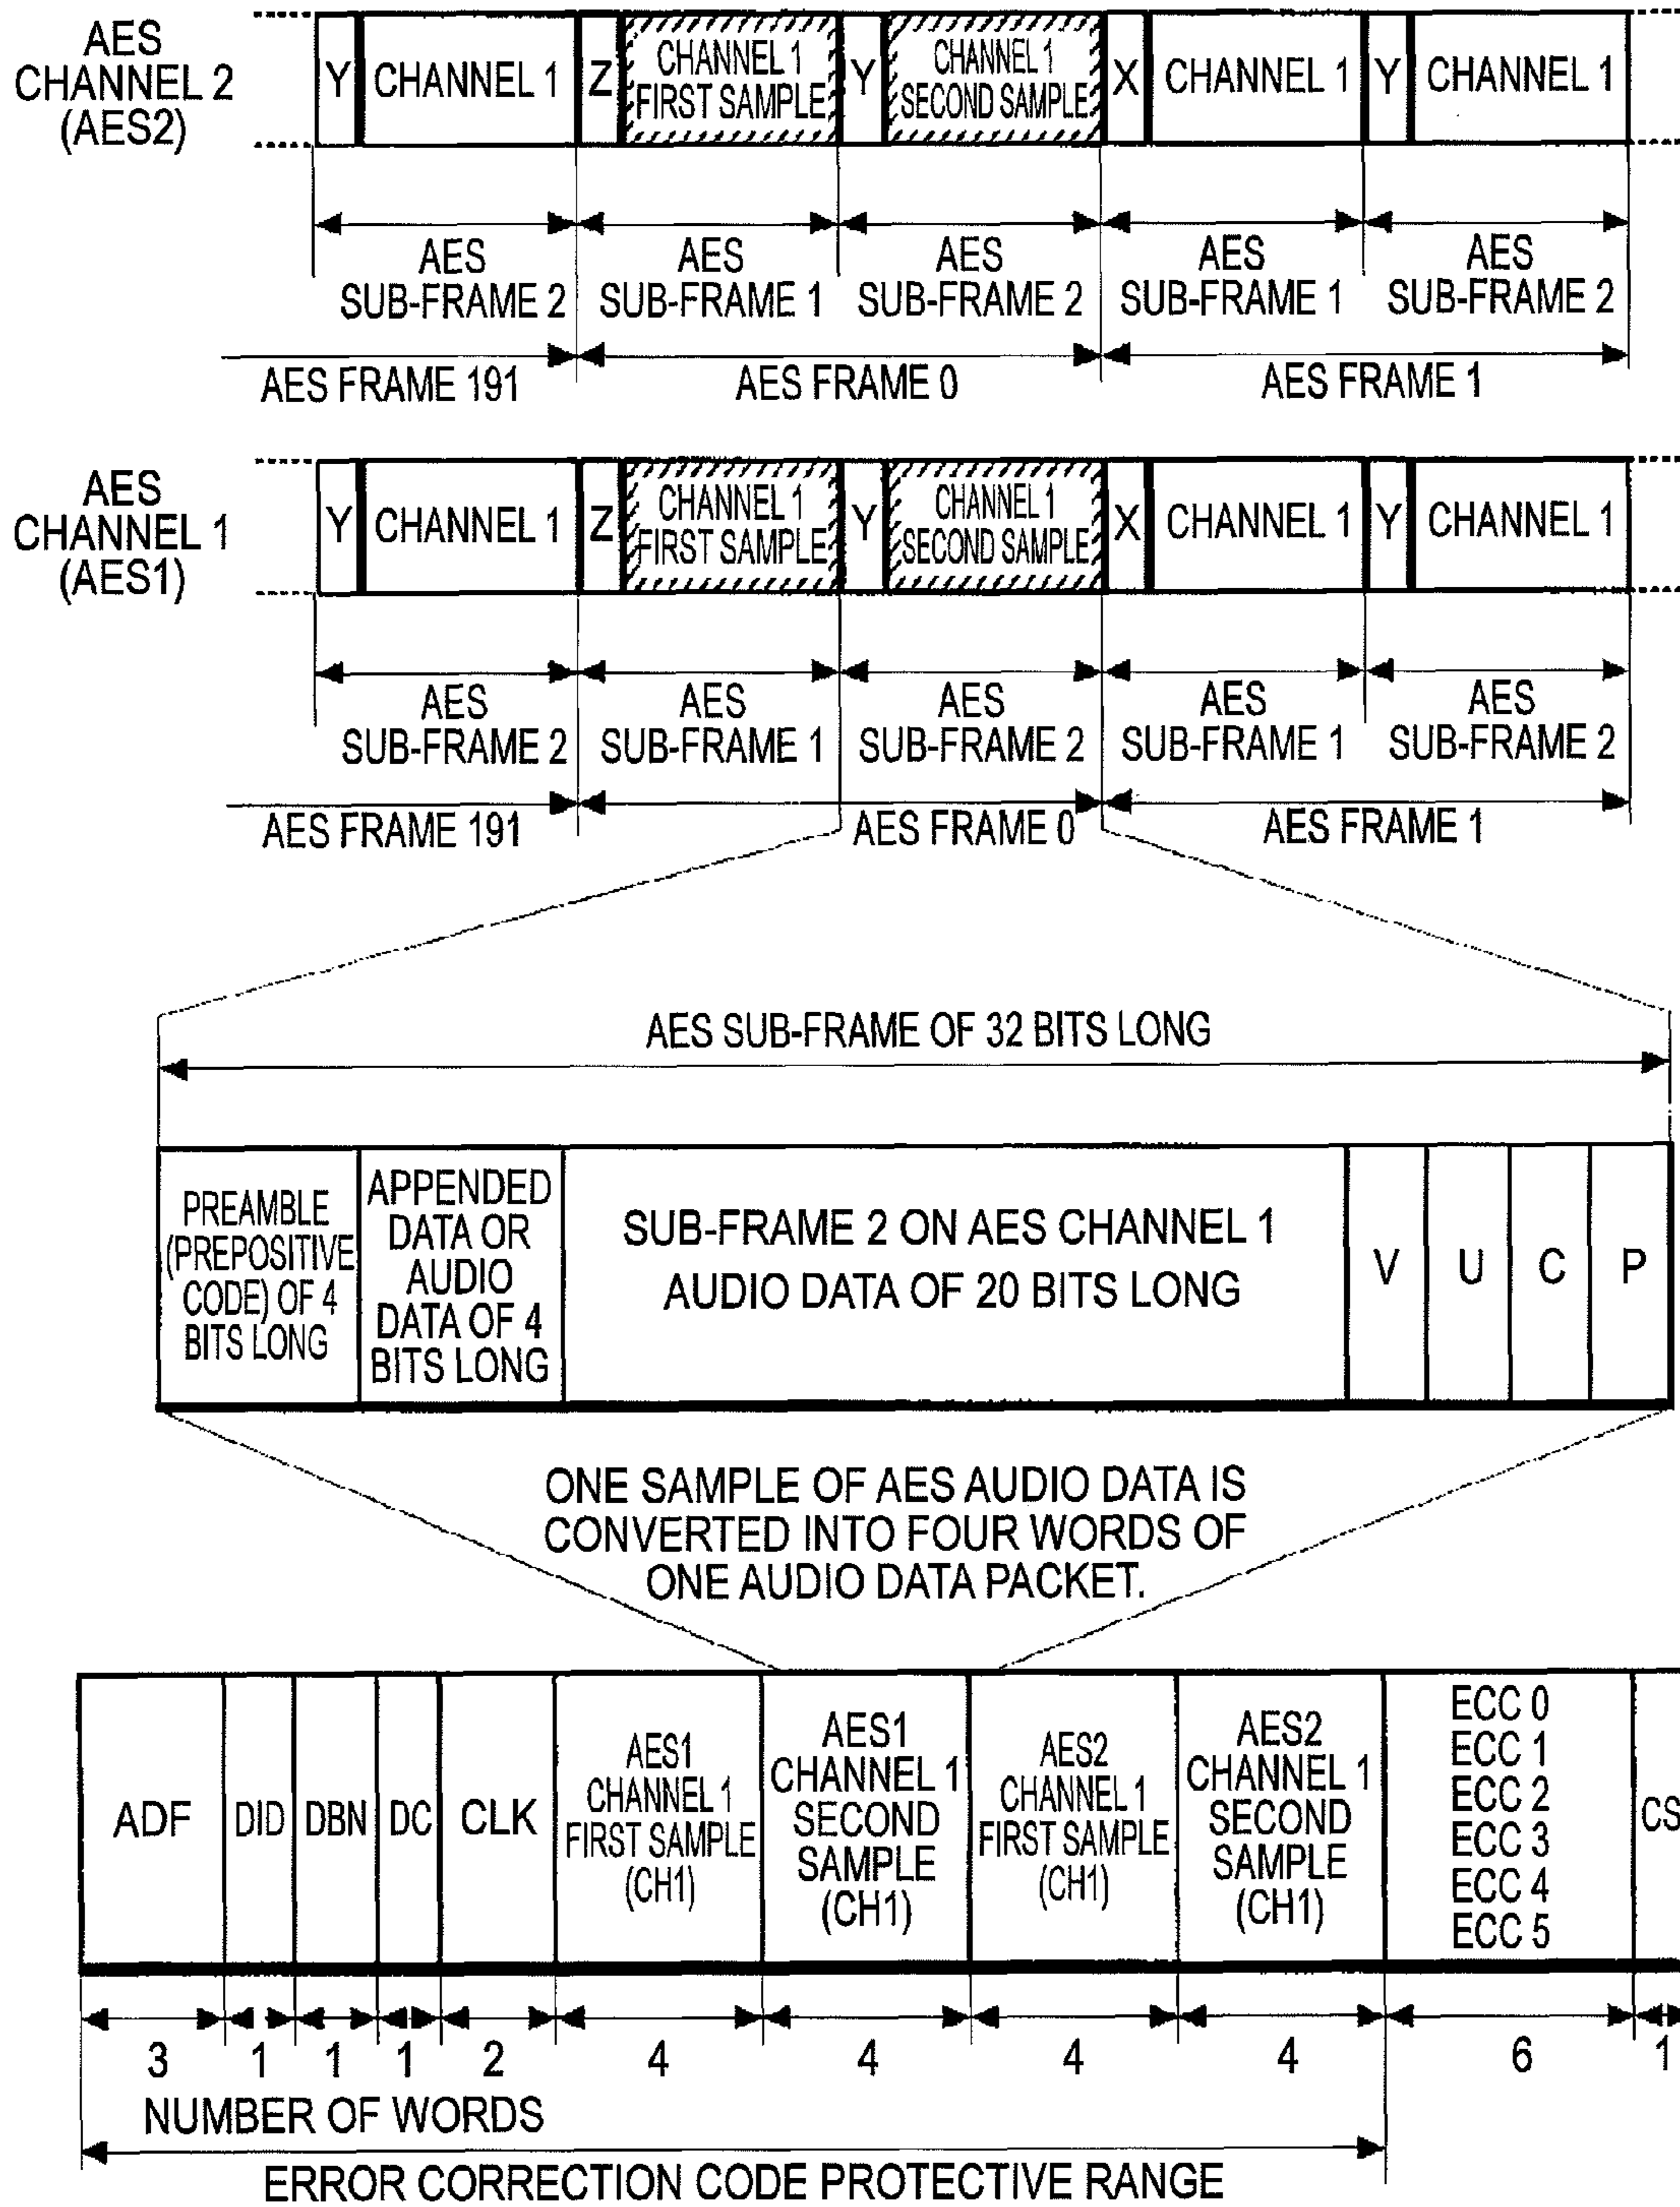 AES
CHANNEL 2
(AES2)
Y CHANNEL 1 Z CHANNEL 1 FIRST SAMPLE Y CHANNEL 1 SECOND SAMPLE X CHANNEL 1 Y CHANNEL 1
AES SUB-FRAME 2 AES SUB-FRAME 1 AES SUB-FRAME 2 AES SUB-FRAME 1 AES SUB-FRAME 2
AES FRAME 191 AES FRAME 0 AES FRAME 1
AES
CHANNEL 1
(AES1)
Y CHANNEL 1 Z CHANNEL 1 FIRST SAMPLE Y CHANNEL 1 SECOND SAMPLE X CHANNEL 1 Y CHANNEL 1
AES SUB-FRAME 2 AES SUB-FRAME 1 AES SUB-FRAME 2 AES SUB-FRAME 1 AES SUB-FRAME 2
AES FRAME 191 AES FRAME 0 AES FRAME 1
AES SUB-FRAME OF 32 BITS LONG
PREAMBLE
(PREPOSITIVE
CODE) OF 4
BITS LONG
APPENDED
DATA OR
AUDIO
DATA OF 4
BITS LONG
SUB-FRAME 2 ON AES CHANNEL 1
AUDIO DATA OF 20 BITS LONG
V U C P
ONE SAMPLE OF AES AUDIO DATA IS
CONVERTED INTO FOUR WORDS OF
ONE AUDIO DATA PACKET.
ADF DID DBN DC CLK
AES1
CHANNEL 1
FIRST SAMPLE
(CH1)
AES1
CHANNEL 1
SECOND
SAMPLE
(CH1)
AES2
CHANNEL 1
FIRST SAMPLE
(CH1)
AES2
CHANNEL 1
SECOND
SAMPLE
(CH1)
ECC 0
ECC 1
ECC 2
ECC 3
ECC 4
ECC 5
CS
3 1 1 1 2 4 4 4 4 6 1
NUMBER OF WORDS
ERROR CORRECTION CODE PROTECTIVE RANGE